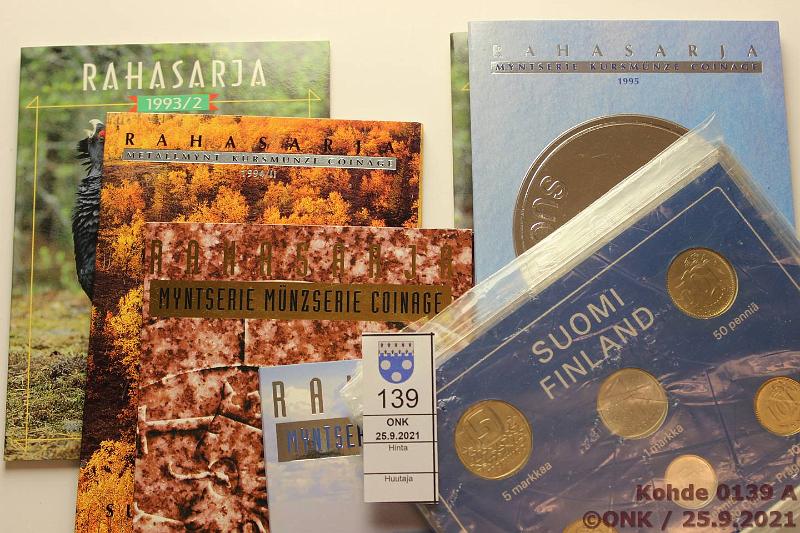 RAHASARJA
1993/2
RAHASARJA
METALLMYNT KURSMÜNZE COINAGE
1994/II
RAHASARJA
MYNTSERIE MÜNZSERIE COINAGE
RAHASARJA
MYNTSERIE KURSMÜNZE COINAGE
1995
SUOMI
FINLAND
50 penniä
1 markka
5 markkaa
5
139
ONK
25.9.2021
Hinta
Huutaja
Kohde 0139 A
©ONK / 25.9.2021